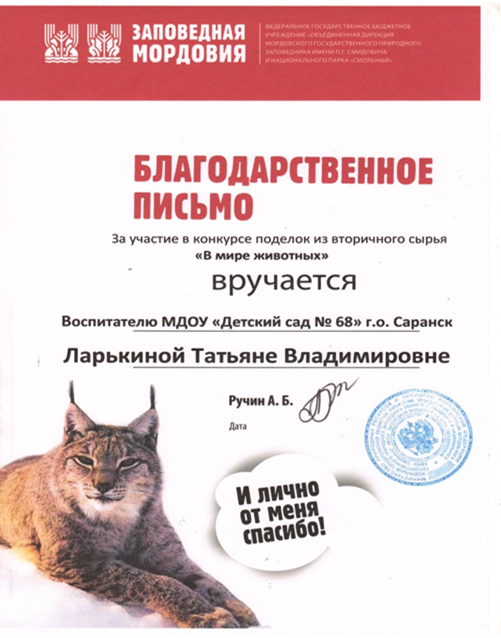 ЗАПОВЕДНАЯ
МОРДОВИЯ
ФЕДЕРАЛЬНОЕ ГОСУДАРСТВЕННОЕ БЮДЖЕТНОЕ
УЧРЕЖДЕНИЕ «ОБЪЕДИНЕННАЯ ДИРЕКЦИЯ
МОРДОВСКОГО ГОСУДАРСТВЕННОГО ПРИРОДНОГО
ЗАПОВЕДНИКА ИМЕНИ П.Г. СМИДОВИЧА
И НАЦИОНАЛЬНОГО ПАРКА «СМОЛЬНЫЙ»
БЛАГОДАРСТВЕННОЕ
ПИСЬМО
За участие в конкурсе поделок из вторичного сырья
«В мире животных»
вручается
Воспитателю МДОУ «Детский сад № 68» г.о. Саранск
Ларькиной Татьяне Владимировне
Ручин А. Б.
Дата
И лично
от меня
спасибо!